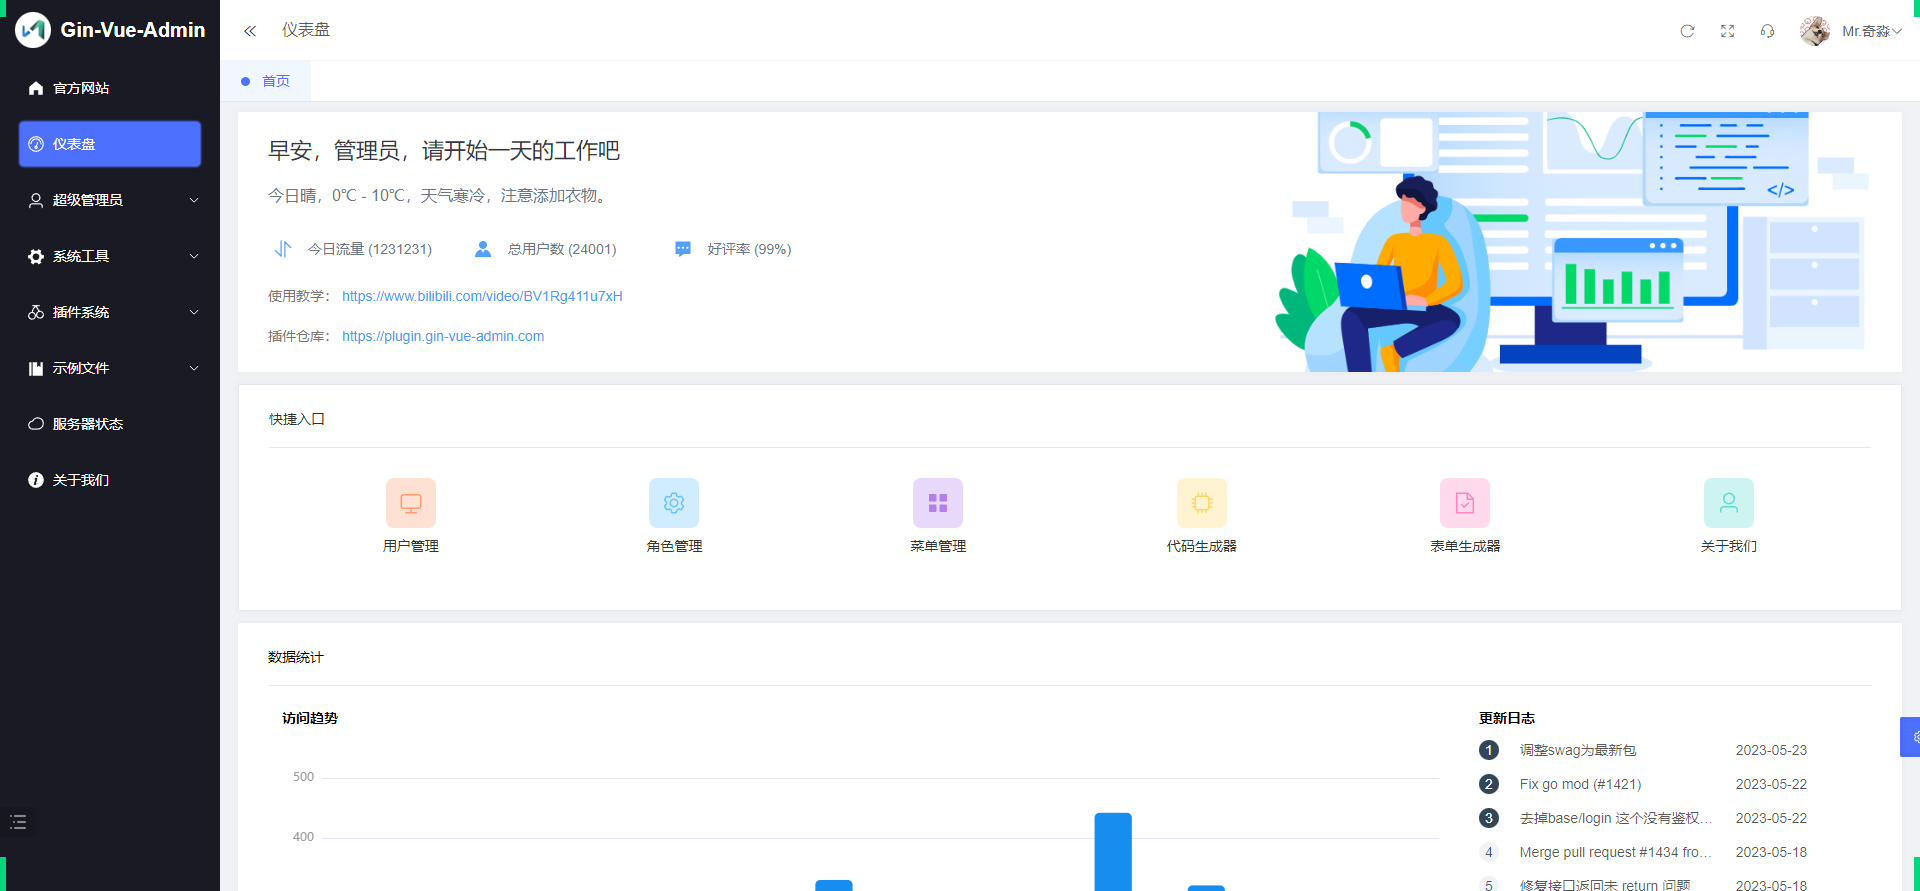 Gin-Vue-Admin
官方网站
仪表盘
超级管理员
系统工具
插件系统
示例文件
服务器状态
关于我们
仪表盘
Mr.奇淼
首页
早安，管理员，请开始一天的工作吧
今日晴，0℃ - 10℃，天气寒冷，注意添加衣物。
今日流量 (1231231) 总用户数 (24001) 好评率 (99%)
使用教学： https://www.bilibili.com/video/BV1Rg411u7xH
插件仓库： https://plugin.gin-vue-admin.com
</>
快捷入口
用户管理 角色管理 菜单管理 代码生成器 表单生成器 关于我们
数据统计
访问趋势
500
400
更新日志
1 调整swag为最新包 2023-05-23
2 Fix go mod (#1421) 2023-05-22
3 去掉base/login 这个没有鉴权... 2023-05-22
4 Merge pull request #1434 fro... 2023-05-18
5 修复接口返回未 return 问题 2023-05-18